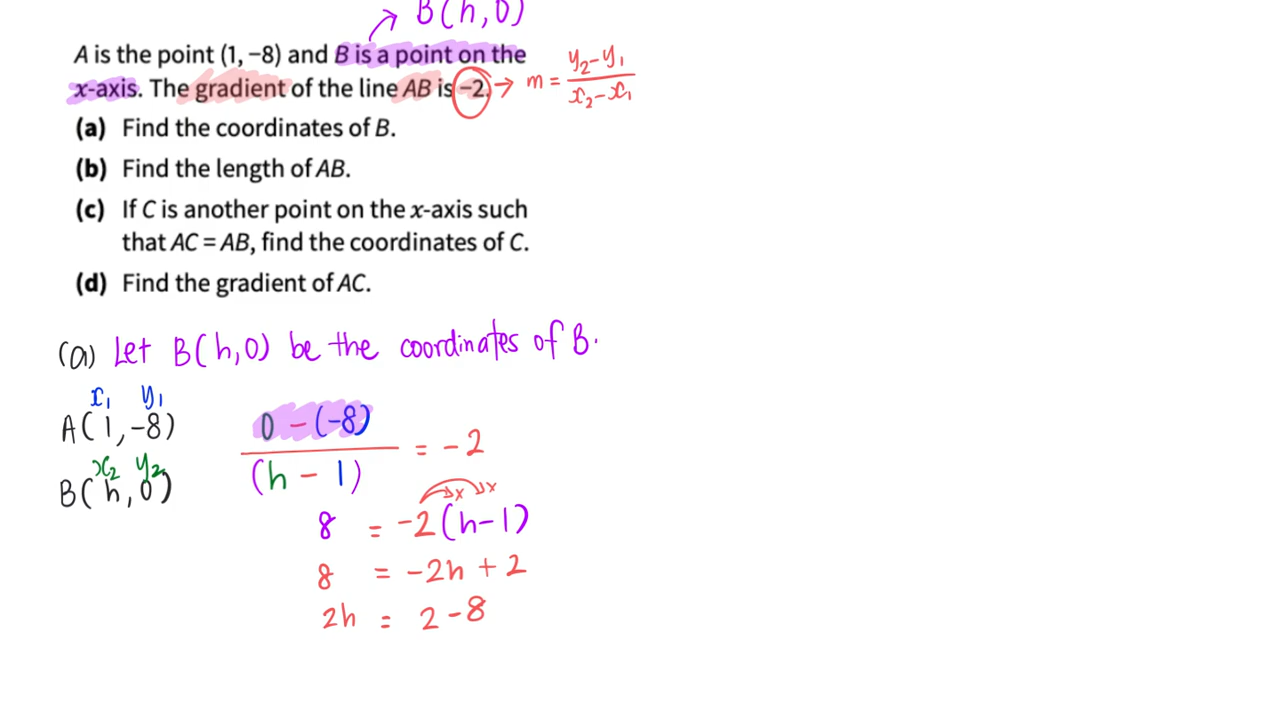 B(h,0)
A is the point (1, −8) and B is a point on the
x-axis. The gradient of the line AB is −2. → m = y₂−y₁ / x₂−x₁
(a) Find the coordinates of B.
(b) Find the length of AB.
(c) If C is another point on the x-axis such
that AC = AB, find the coordinates of C.
(d) Find the gradient of AC.
(a) Let B(h,0) be the coordinates of B.
x₁ y₁
A(1,−8)
x₂ y₂
B(h,0)
0 − (−8) / (h − 1) = −2
x x
8 = −2(h−1)
8 = −2h + 2
2h = 2 − 8